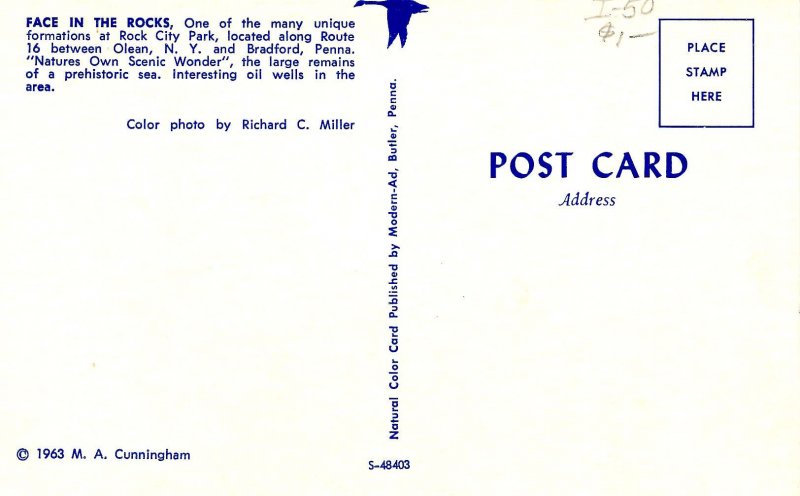 FACE IN THE ROCKS, One of the many unique
formations at Rock City Park, located along Route
16 between Olean, N. Y. and Bradford, Penna.
"Natures Own Scenic Wonder", the large remains
of a prehistoric sea. Interesting oil wells in the
area.
Color photo by Richard C. Miller
© 1963 M. A. Cunningham
Natural Color Card Published by Modern-Ad, Butler, Penna.
S-48403
I-50
$1—
PLACE
STAMP
HERE
POST CARD
Address